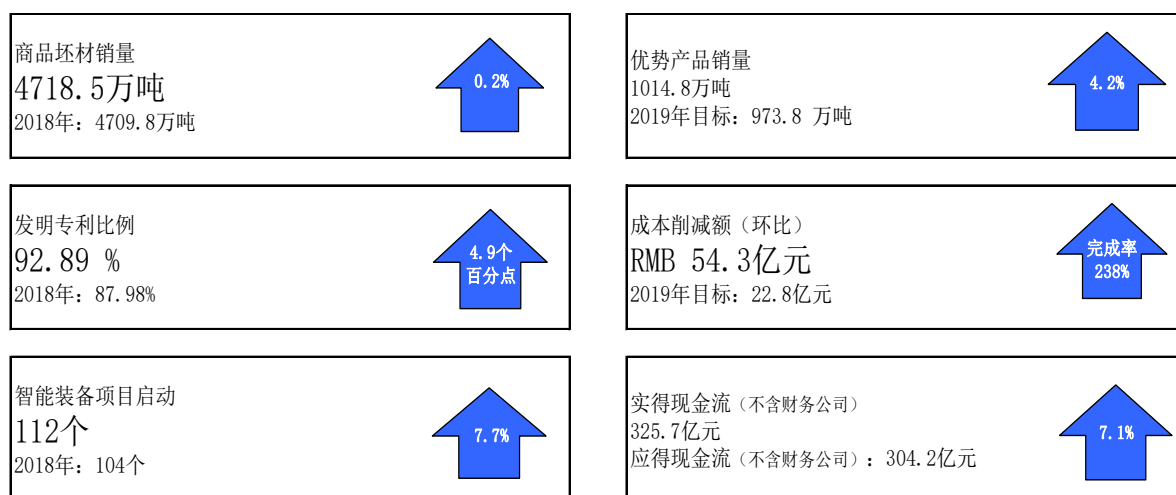 商品坯材销量
4718.5万吨
2018年：4709.8万吨
0.2%
优势产品销量
1014.8万吨
2019年目标：973.8 万吨
4.2%
发明专利比例
92.89 %
2018年：87.98%
4.9个
百分点
成本削减额（环比）
RMB 54.3亿元
2019年目标：22.8亿元
完成率
238%
智能装备项目启动
112个
2018年：104个
7.7%
实得现金流（不含财务公司）
325.7亿元
应得现金流（不含财务公司）：304.2亿元
7.1%